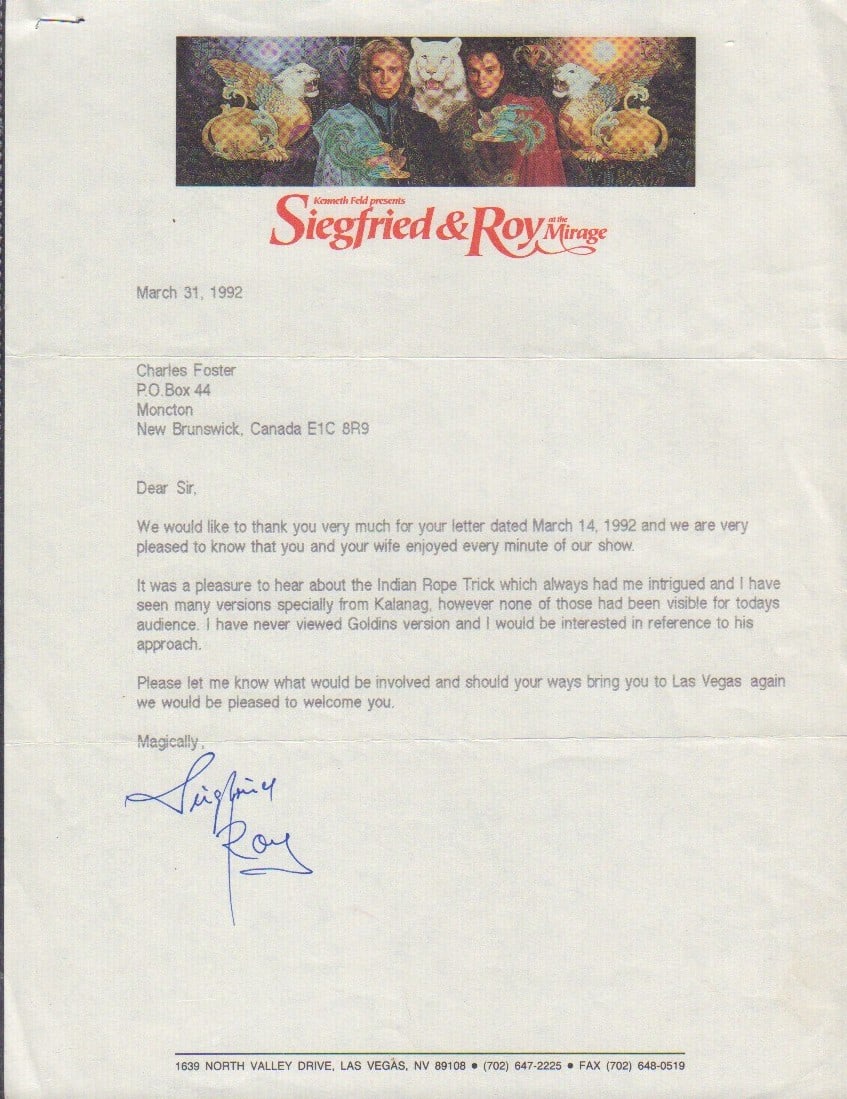 Kenneth Feld presents
Siegfried & Roy at the Mirage
March 31, 1992
Charles Foster
P.O.Box 44
Moncton
New Brunswick, Canada E1C 8R9
Dear Sir,
We would like to thank you very much for your letter dated March 14, 1992 and we are very
pleased to know that you and your wife enjoyed every minute of our show.
It was a pleasure to hear about the Indian Rope Trick which always had me intrigued and I have
seen many versions specially from Kalanag, however none of those had been visible for todays
audience. I have never viewed Goldins version and I would be interested in reference to his
approach.
Please let me know what would be involved and should your ways bring you to Las Vegas again
we would be pleased to welcome you.
Magically,
Siegfried
Roy
1639 NORTH VALLEY DRIVE, LAS VEGAS, NV 89108 ● (702) 647-2225 ● FAX (702) 648-0519